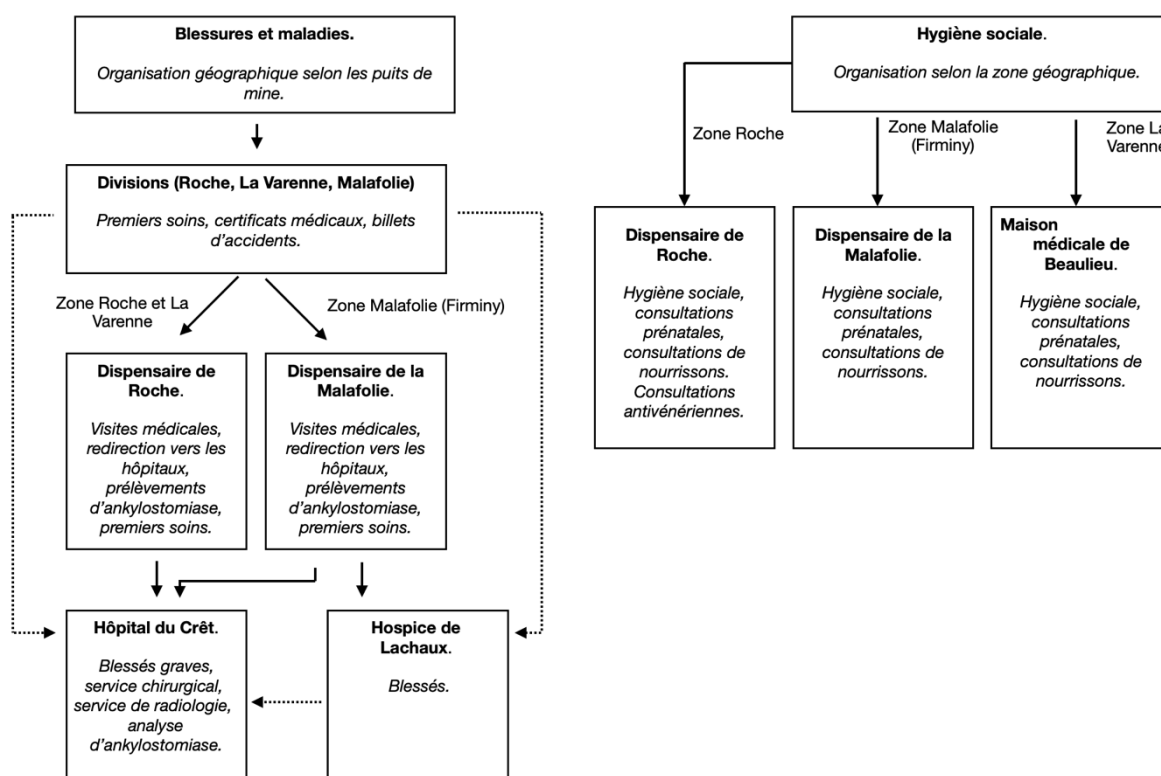 Blessures et maladies.
Organisation géographique selon les puits de
mine.
Divisions (Roche, La Varenne, Malafolie)
Premiers soins, certificats médicaux, billets
d’accidents.
Zone Roche et La
Varenne
Zone Malafolie (Firminy)
Dispensaire de
Roche.
Visites médicales,
redirection vers les
hôpitaux,
prélèvements
d’ankylostomiase,
premiers soins.
Dispensaire de la
Malafolie.
Visites médicales,
redirection vers les
hôpitaux,
prélèvements
d’ankylostomiase,
premiers soins.
Hôpital du Crêt.
Blessés graves,
service chirurgical,
service de radiologie,
analyse
d’ankylostomiase.
Hospice de
Lachaux.
Blessés.
Hygiène sociale.
Organisation selon la zone géographique.
Zone Roche
Zone Malafolie
(Firminy)
Zone La
Varenne
Dispensaire de
Roche.
Hygiène sociale,
consultations
prénatales,
consultations de
nourrissons.
Consultations
antivénériennes.
Dispensaire de la
Malafolie.
Hygiène sociale,
consultations
prénatales,
consultations de
nourrissons.
Maison
médicale de
Beaulieu.
Hygiène sociale,
consultations
prénatales,
consultations de
nourrissons.